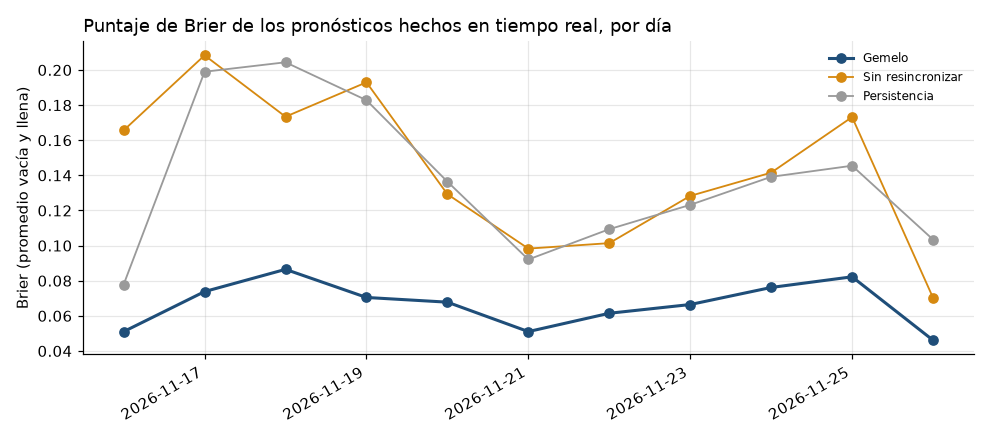 Puntaje de Brier de los pronósticos hechos en tiempo real, por día
Brier (promedio vacía y llena)
0.20
0.18
0.16
0.14
0.12
0.10
0.08
0.06
0.04
Gemelo
Sin resincronizar
Persistencia
2026-11-17
2026-11-19
2026-11-21
2026-11-23
2026-11-25